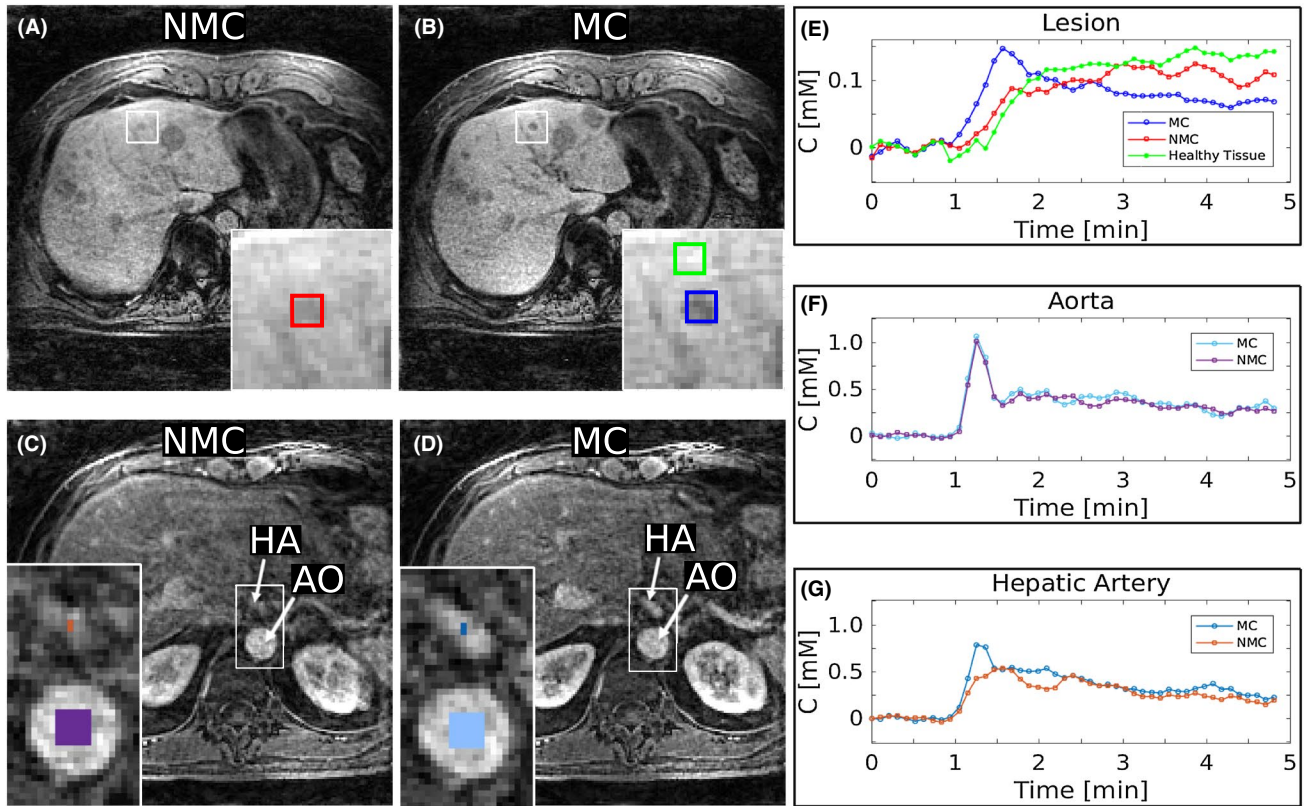 (A) NMC
(B) MC
(C) NMC
HA
AO
(D) MC
HA
AO
(E) Lesion
C [mM]
0.1
0
MC
NMC
Healthy Tissue
0 1 2 3 4 5
Time [min]
(F) Aorta
C [mM]
1.0
0.5
0
MC
NMC
0 1 2 3 4 5
Time [min]
(G) Hepatic Artery
C [mM]
1.0
0.5
0
MC
NMC
0 1 2 3 4 5
Time [min]